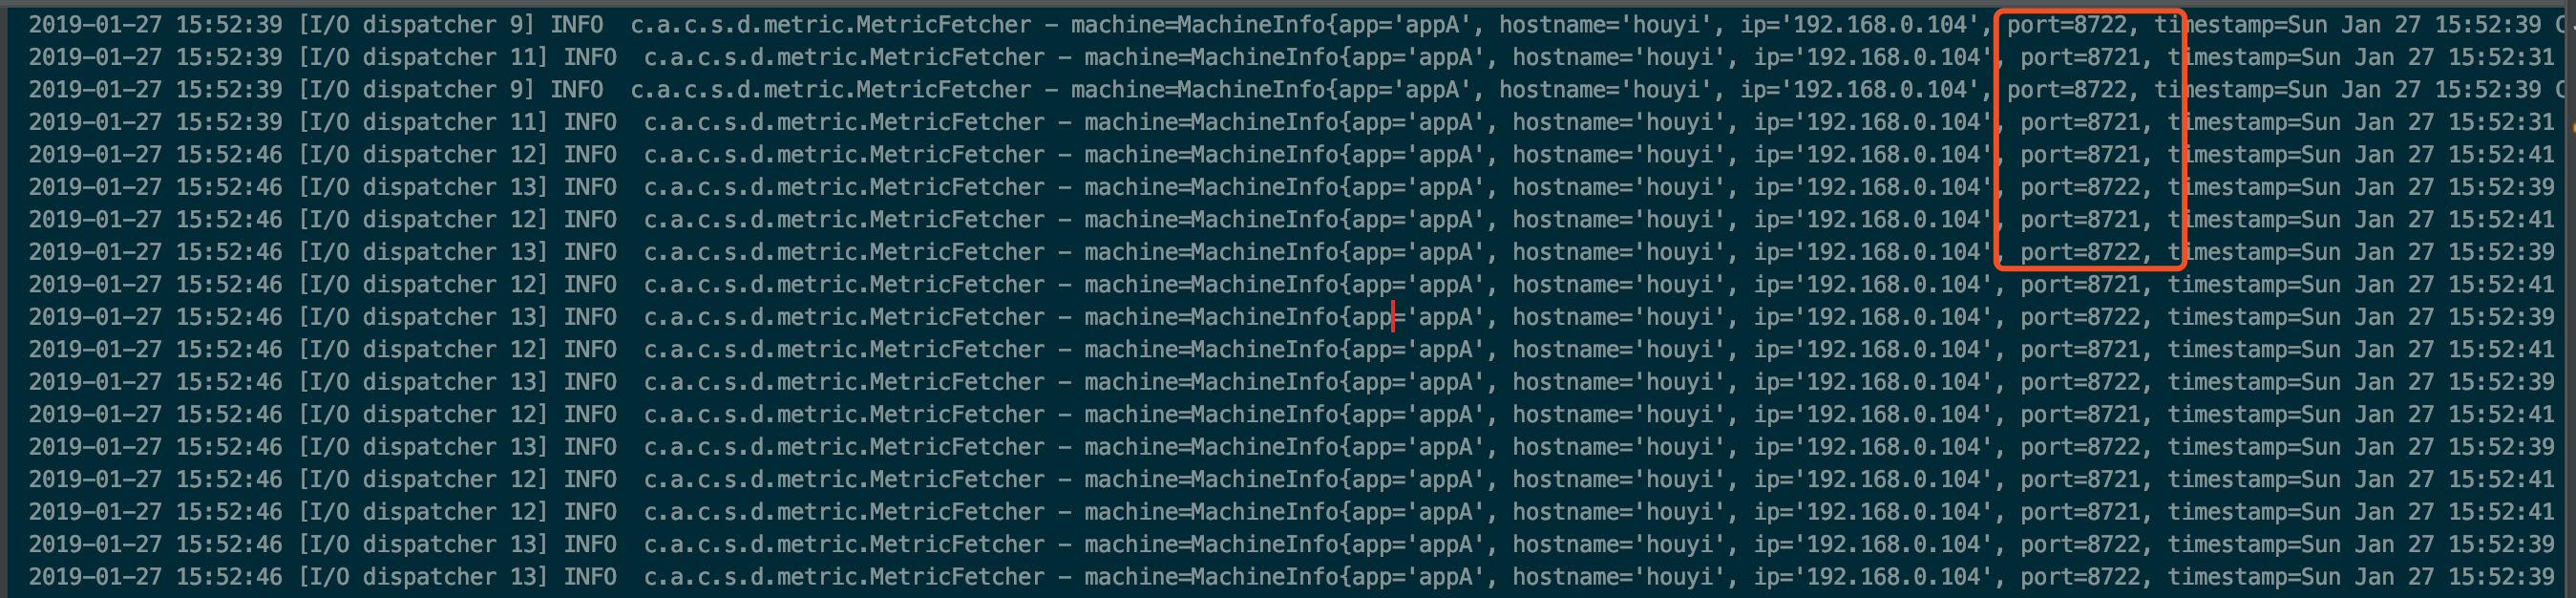 2019-01-27 15:52:39 [I/O dispatcher 9] INFO  c.a.c.s.d.metric.MetricFetcher - machine=MachineInfo{app='appA', hostname='houyi', ip='192.168.0.104', port=8722, timestamp=Sun Jan 27 15:52:39
2019-01-27 15:52:39 [I/O dispatcher 11] INFO  c.a.c.s.d.metric.MetricFetcher - machine=MachineInfo{app='appA', hostname='houyi', ip='192.168.0.104', port=8721, timestamp=Sun Jan 27 15:52:31
2019-01-27 15:52:39 [I/O dispatcher 9] INFO  c.a.c.s.d.metric.MetricFetcher - machine=MachineInfo{app='appA', hostname='houyi', ip='192.168.0.104', port=8722, timestamp=Sun Jan 27 15:52:39
2019-01-27 15:52:39 [I/O dispatcher 11] INFO  c.a.c.s.d.metric.MetricFetcher - machine=MachineInfo{app='appA', hostname='houyi', ip='192.168.0.104', port=8721, timestamp=Sun Jan 27 15:52:31
2019-01-27 15:52:46 [I/O dispatcher 12] INFO  c.a.c.s.d.metric.MetricFetcher - machine=MachineInfo{app='appA', hostname='houyi', ip='192.168.0.104', port=8721, timestamp=Sun Jan 27 15:52:41
2019-01-27 15:52:46 [I/O dispatcher 13] INFO  c.a.c.s.d.metric.MetricFetcher - machine=MachineInfo{app='appA', hostname='houyi', ip='192.168.0.104', port=8722, timestamp=Sun Jan 27 15:52:39
2019-01-27 15:52:46 [I/O dispatcher 12] INFO  c.a.c.s.d.metric.MetricFetcher - machine=MachineInfo{app='appA', hostname='houyi', ip='192.168.0.104', port=8721, timestamp=Sun Jan 27 15:52:41
2019-01-27 15:52:46 [I/O dispatcher 13] INFO  c.a.c.s.d.metric.MetricFetcher - machine=MachineInfo{app='appA', hostname='houyi', ip='192.168.0.104', port=8722, timestamp=Sun Jan 27 15:52:39
2019-01-27 15:52:46 [I/O dispatcher 12] INFO  c.a.c.s.d.metric.MetricFetcher - machine=MachineInfo{app='appA', hostname='houyi', ip='192.168.0.104', port=8721, timestamp=Sun Jan 27 15:52:41
2019-01-27 15:52:46 [I/O dispatcher 13] INFO  c.a.c.s.d.metric.MetricFetcher - machine=MachineInfo{app='appA', hostname='houyi', ip='192.168.0.104', port=8722, timestamp=Sun Jan 27 15:52:39
2019-01-27 15:52:46 [I/O dispatcher 12] INFO  c.a.c.s.d.metric.MetricFetcher - machine=MachineInfo{app='appA', hostname='houyi', ip='192.168.0.104', port=8721, timestamp=Sun Jan 27 15:52:41
2019-01-27 15:52:46 [I/O dispatcher 13] INFO  c.a.c.s.d.metric.MetricFetcher - machine=MachineInfo{app='appA', hostname='houyi', ip='192.168.0.104', port=8722, timestamp=Sun Jan 27 15:52:39
2019-01-27 15:52:46 [I/O dispatcher 12] INFO  c.a.c.s.d.metric.MetricFetcher - machine=MachineInfo{app='appA', hostname='houyi', ip='192.168.0.104', port=8721, timestamp=Sun Jan 27 15:52:41
2019-01-27 15:52:46 [I/O dispatcher 13] INFO  c.a.c.s.d.metric.MetricFetcher - machine=MachineInfo{app='appA', hostname='houyi', ip='192.168.0.104', port=8722, timestamp=Sun Jan 27 15:52:39
2019-01-27 15:52:46 [I/O dispatcher 12] INFO  c.a.c.s.d.metric.MetricFetcher - machine=MachineInfo{app='appA', hostname='houyi', ip='192.168.0.104', port=8721, timestamp=Sun Jan 27 15:52:41
2019-01-27 15:52:46 [I/O dispatcher 12] INFO  c.a.c.s.d.metric.MetricFetcher - machine=MachineInfo{app='appA', hostname='houyi', ip='192.168.0.104', port=8721, timestamp=Sun Jan 27 15:52:41
2019-01-27 15:52:46 [I/O dispatcher 13] INFO  c.a.c.s.d.metric.MetricFetcher - machine=MachineInfo{app='appA', hostname='houyi', ip='192.168.0.104', port=8722, timestamp=Sun Jan 27 15:52:39
2019-01-27 15:52:46 [I/O dispatcher 13] INFO  c.a.c.s.d.metric.MetricFetcher - machine=MachineInfo{app='appA', hostname='houyi', ip='192.168.0.104', port=8722, timestamp=Sun Jan 27 15:52:39